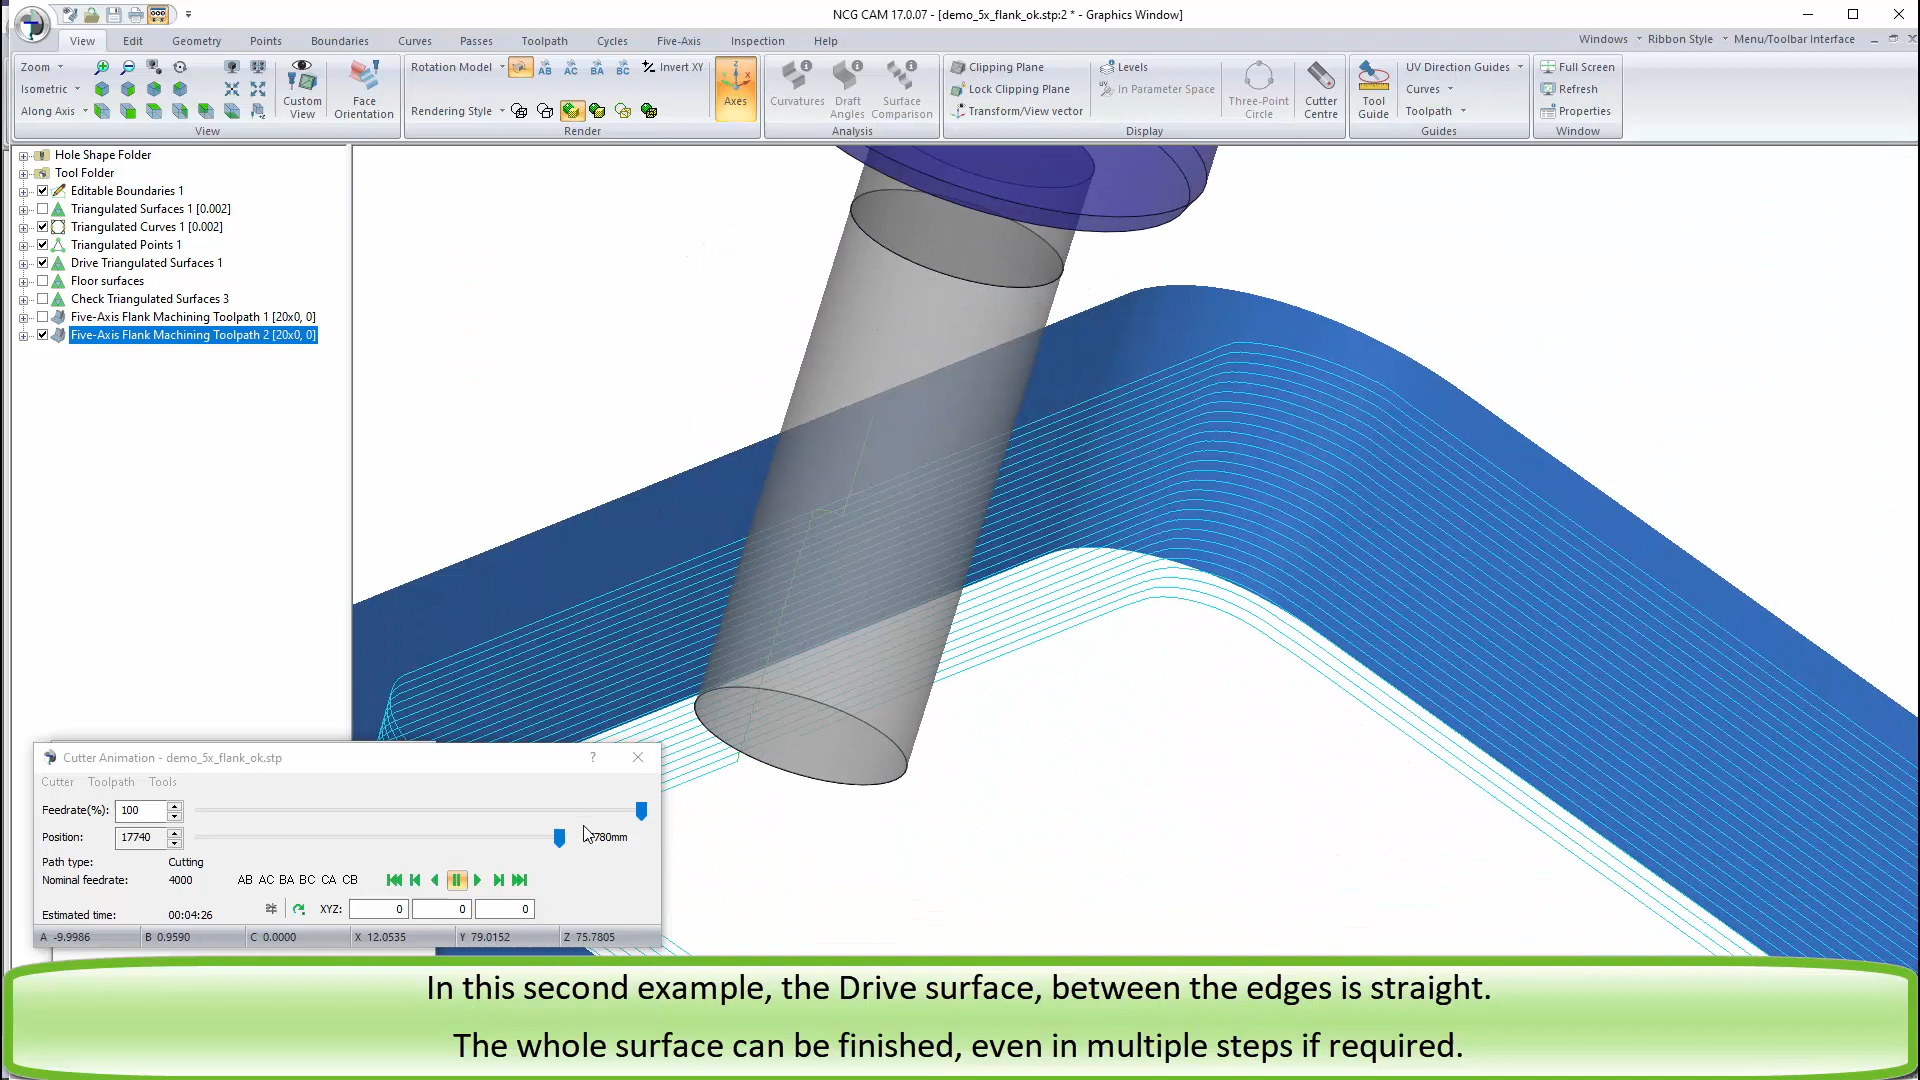 NCG CAM 17.0.07 - [demo_5x_flank_ok.stp:2 * - Graphics Window]
View Edit Geometry Points Boundaries Curves Passes Toolpath Cycles Five-Axis Inspection Help
Windows Ribbon Style Menu/Toolbar Interface
Zoom
Isometric
Along Axis
View
Custom View
Face Orientation
Rotation Model AB AC BA BC Invert XY
Rendering Style
Render
Axes
Curvatures
Draft Angles
Surface Comparison
Analysis
Clipping Plane
Lock Clipping Plane
Transform/View vector
Levels
In Parameter Space
Three-Point Circle
Cutter Centre
Display
Tool Guide
UV Direction Guides
Curves
Toolpath
Guides
Full Screen
Refresh
Properties
Window
Hole Shape Folder
Tool Folder
Editable Boundaries 1
Triangulated Surfaces 1 [0.002]
Triangulated Curves 1 [0.002]
Triangulated Points 1
Drive Triangulated Surfaces 1
Floor surfaces
Check Triangulated Surfaces 3
Five-Axis Flank Machining Toolpath 1 [20x0, 0]
Five-Axis Flank Machining Toolpath 2 [20x0, 0]
Cutter Animation - demo_5x_flank_ok.stp
?
Cutter Toolpath Tools
Feedrate(%): 100
Position: 17740
Path type: Cutting
Nominal feedrate: 4000 AB AC BA BC CA CB
Estimated time: 00:04:26 XYZ: 0 0 0
A -9.9986 B 0.9590 C 0.0000 X 12.0535 Y 79.0152 Z 75.7805
In this second example, the Drive surface, between the edges is straight.
The whole surface can be finished, even in multiple steps if required.